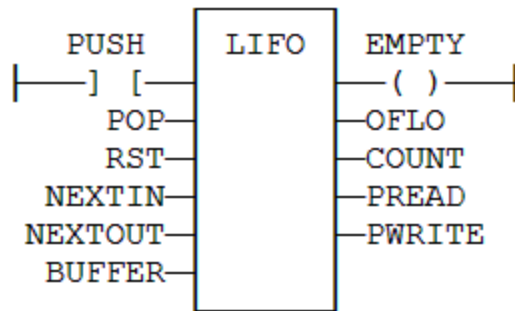 PUSH LIFO EMPTY
] [ ( )
POP OFLO
RST COUNT
NEXTIN PREAD
NEXTOUT PWRITE
BUFFER